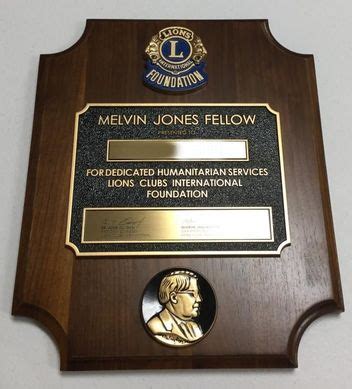 LIONS
L
INTERNATIONAL
FOUNDATION
MELVIN JONES FELLOW
PRESENTED TO
FOR DEDICATED HUMANITARIAN SERVICES
LIONS CLUBS INTERNATIONAL
FOUNDATION